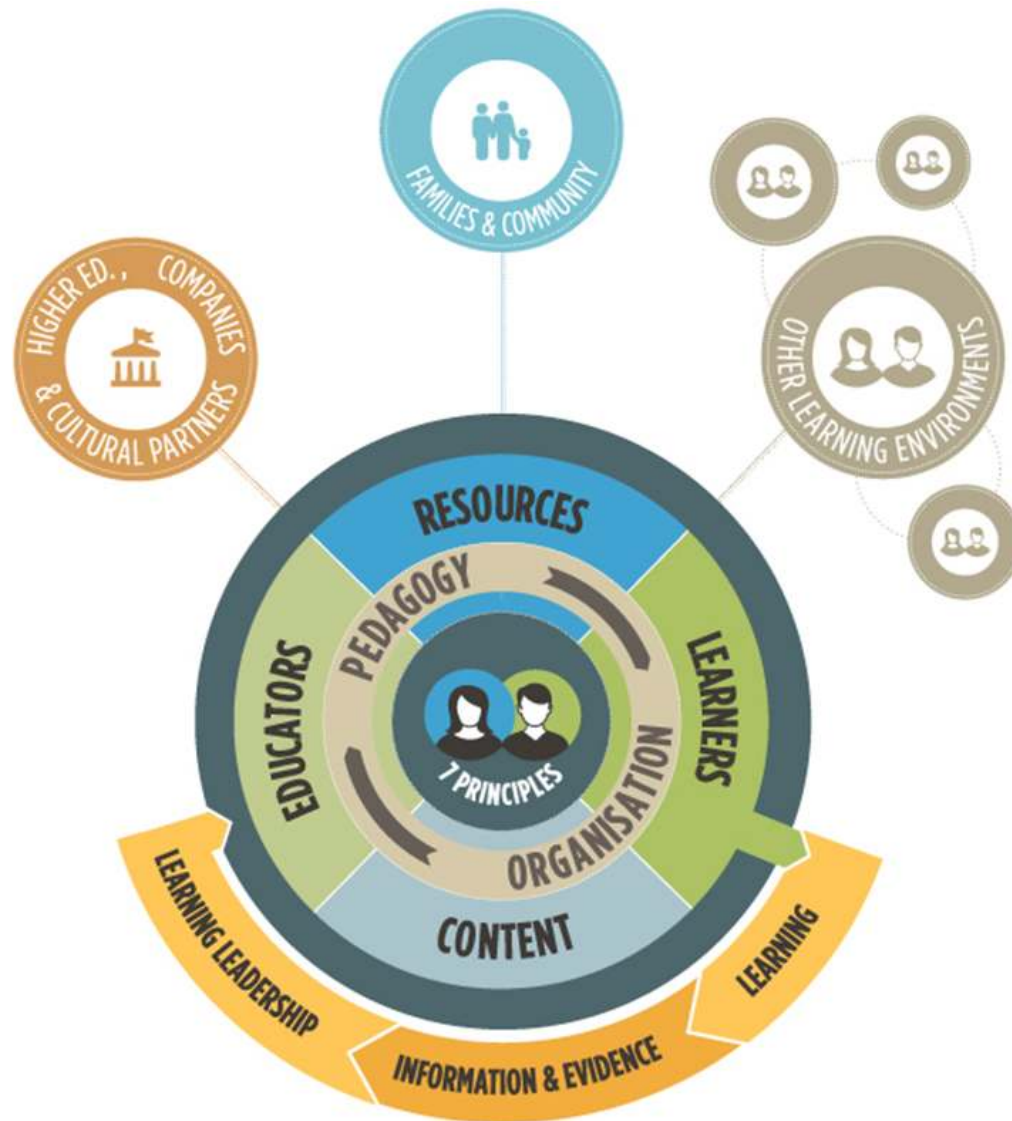 FAMILIES & COMMUNITY
HIGHER ED., COMPANIES
& CULTURAL PARTNERS
OTHER LEARNING ENVIRONMENTS
RESOURCES
PEDAGOGY
EDUCATORS
LEARNERS
7 PRINCIPLES
ORGANISATION
CONTENT
LEARNING LEADERSHIP
INFORMATION & EVIDENCE
LEARNING